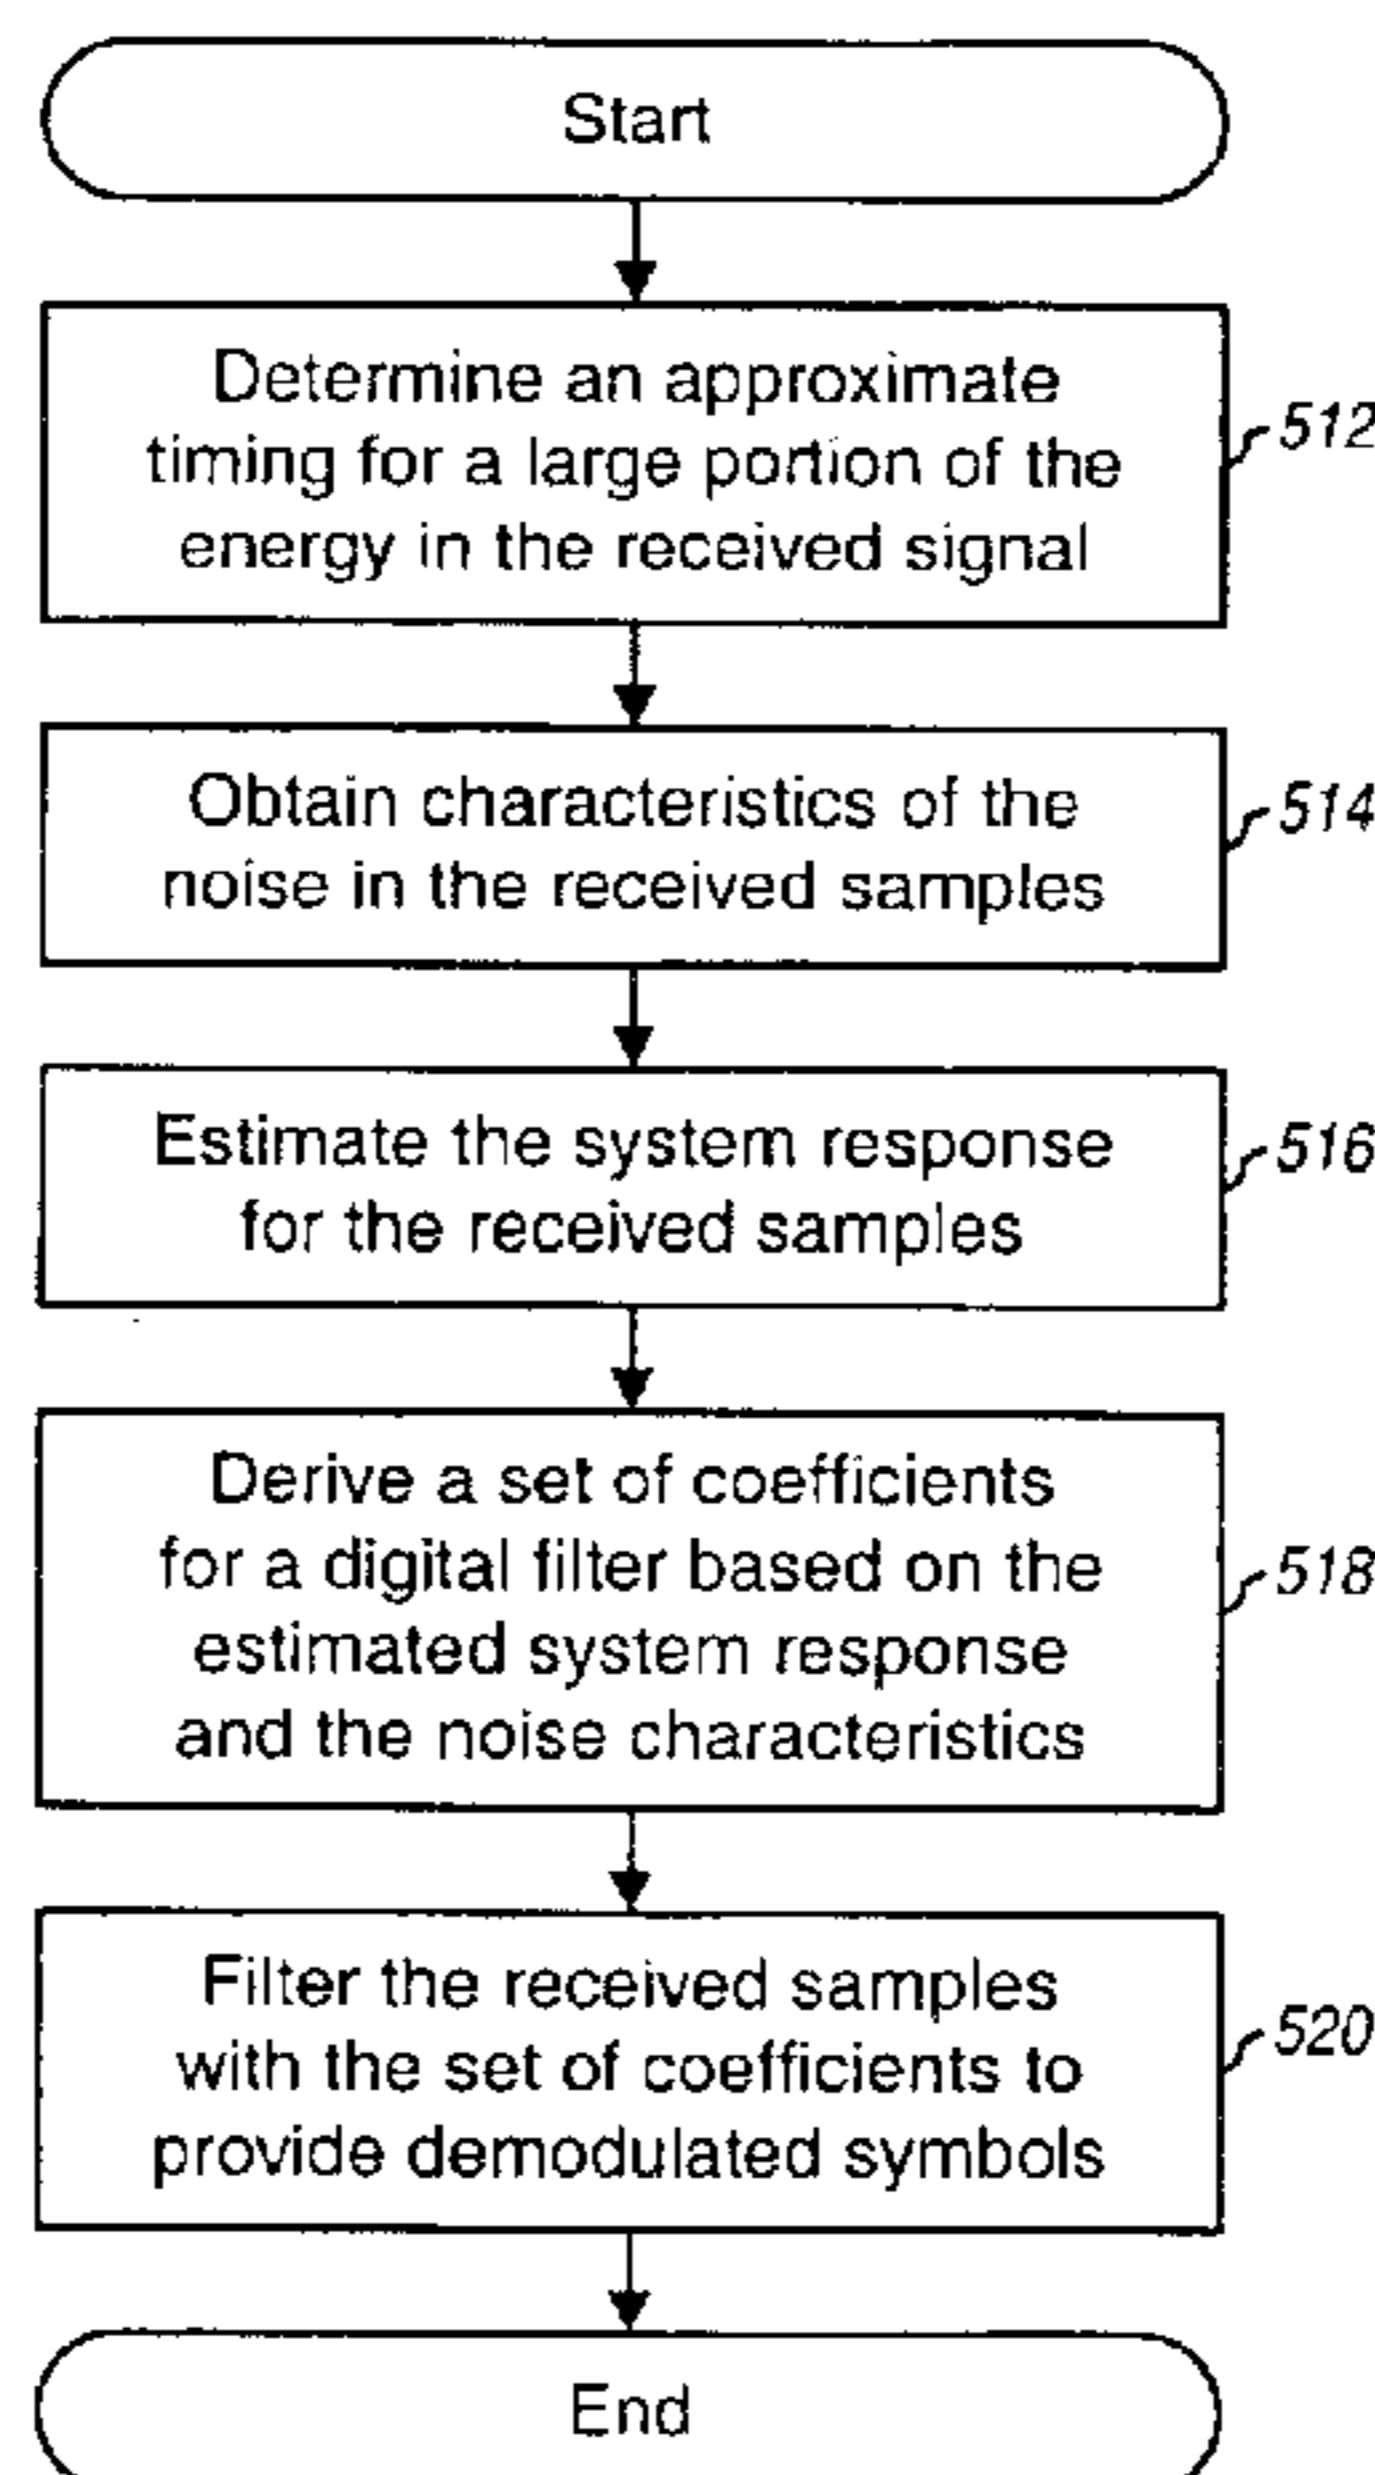 Start
Determine an approximate
timing for a large portion of the
energy in the received signal
512
Obtain characteristics of the
noise in the received samples
514
Estimate the system response
for the received samples
516
Derive a set of coefficients
for a digital filter based on the
estimated system response
and the noise characteristics
518
Filter the received samples
with the set of coefficients to
provide demodulated symbols
520
End